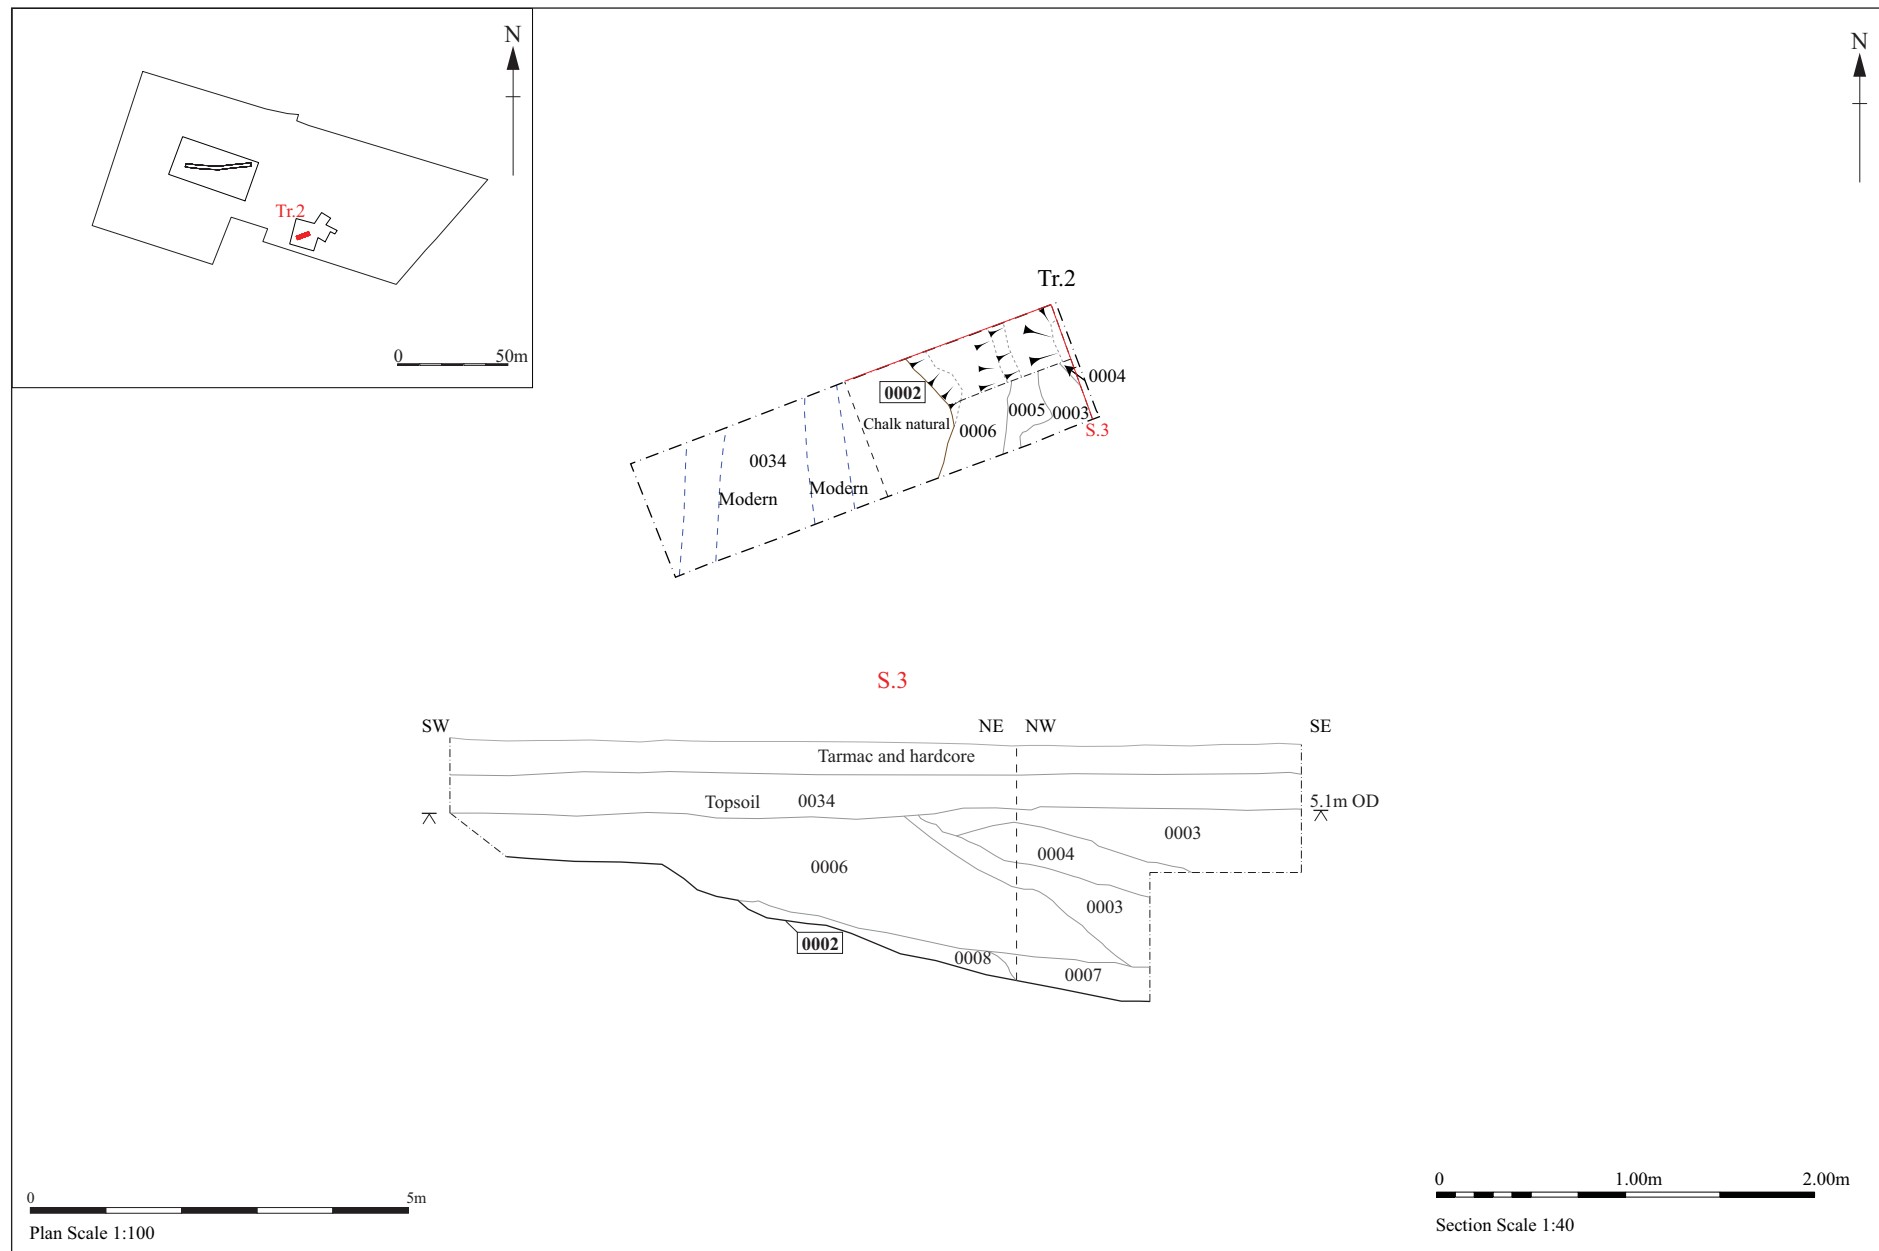 N
Tr.2
0 50m
N
Tr.2
0004
0002
Chalk natural
0005 0003
0006
S.3
0034
Modern
Modern
S.3
SW NE NW SE
Tarmac and hardcore
Topsoil 0034
5.1m OD
0003
0004
0006
0003
0002
0008
0007
0 5m
Plan Scale 1:100
0 1.00m 2.00m
Section Scale 1:40